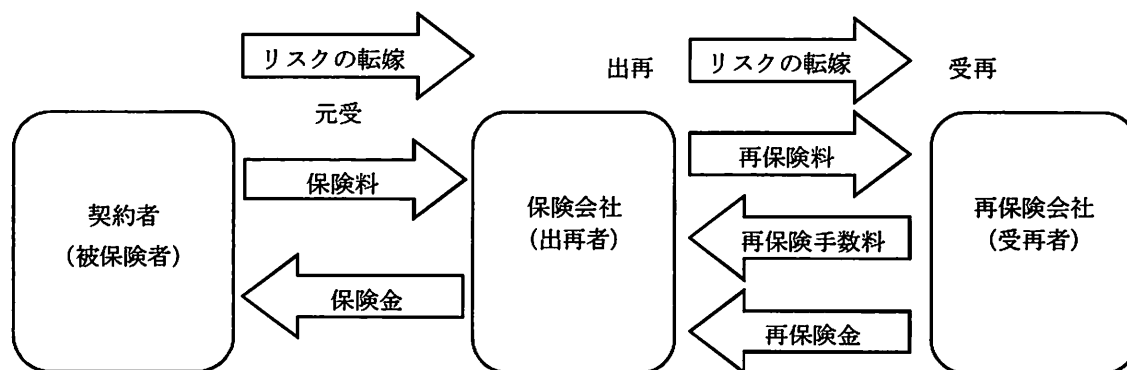 リスクの転嫁
出再
リスクの転嫁
受再
元受
保険料
再保険料
契約者
(被保険者)
保険会社
(出再者)
再保険会社
(受再者)
再保険手数料
保険金
再保険金